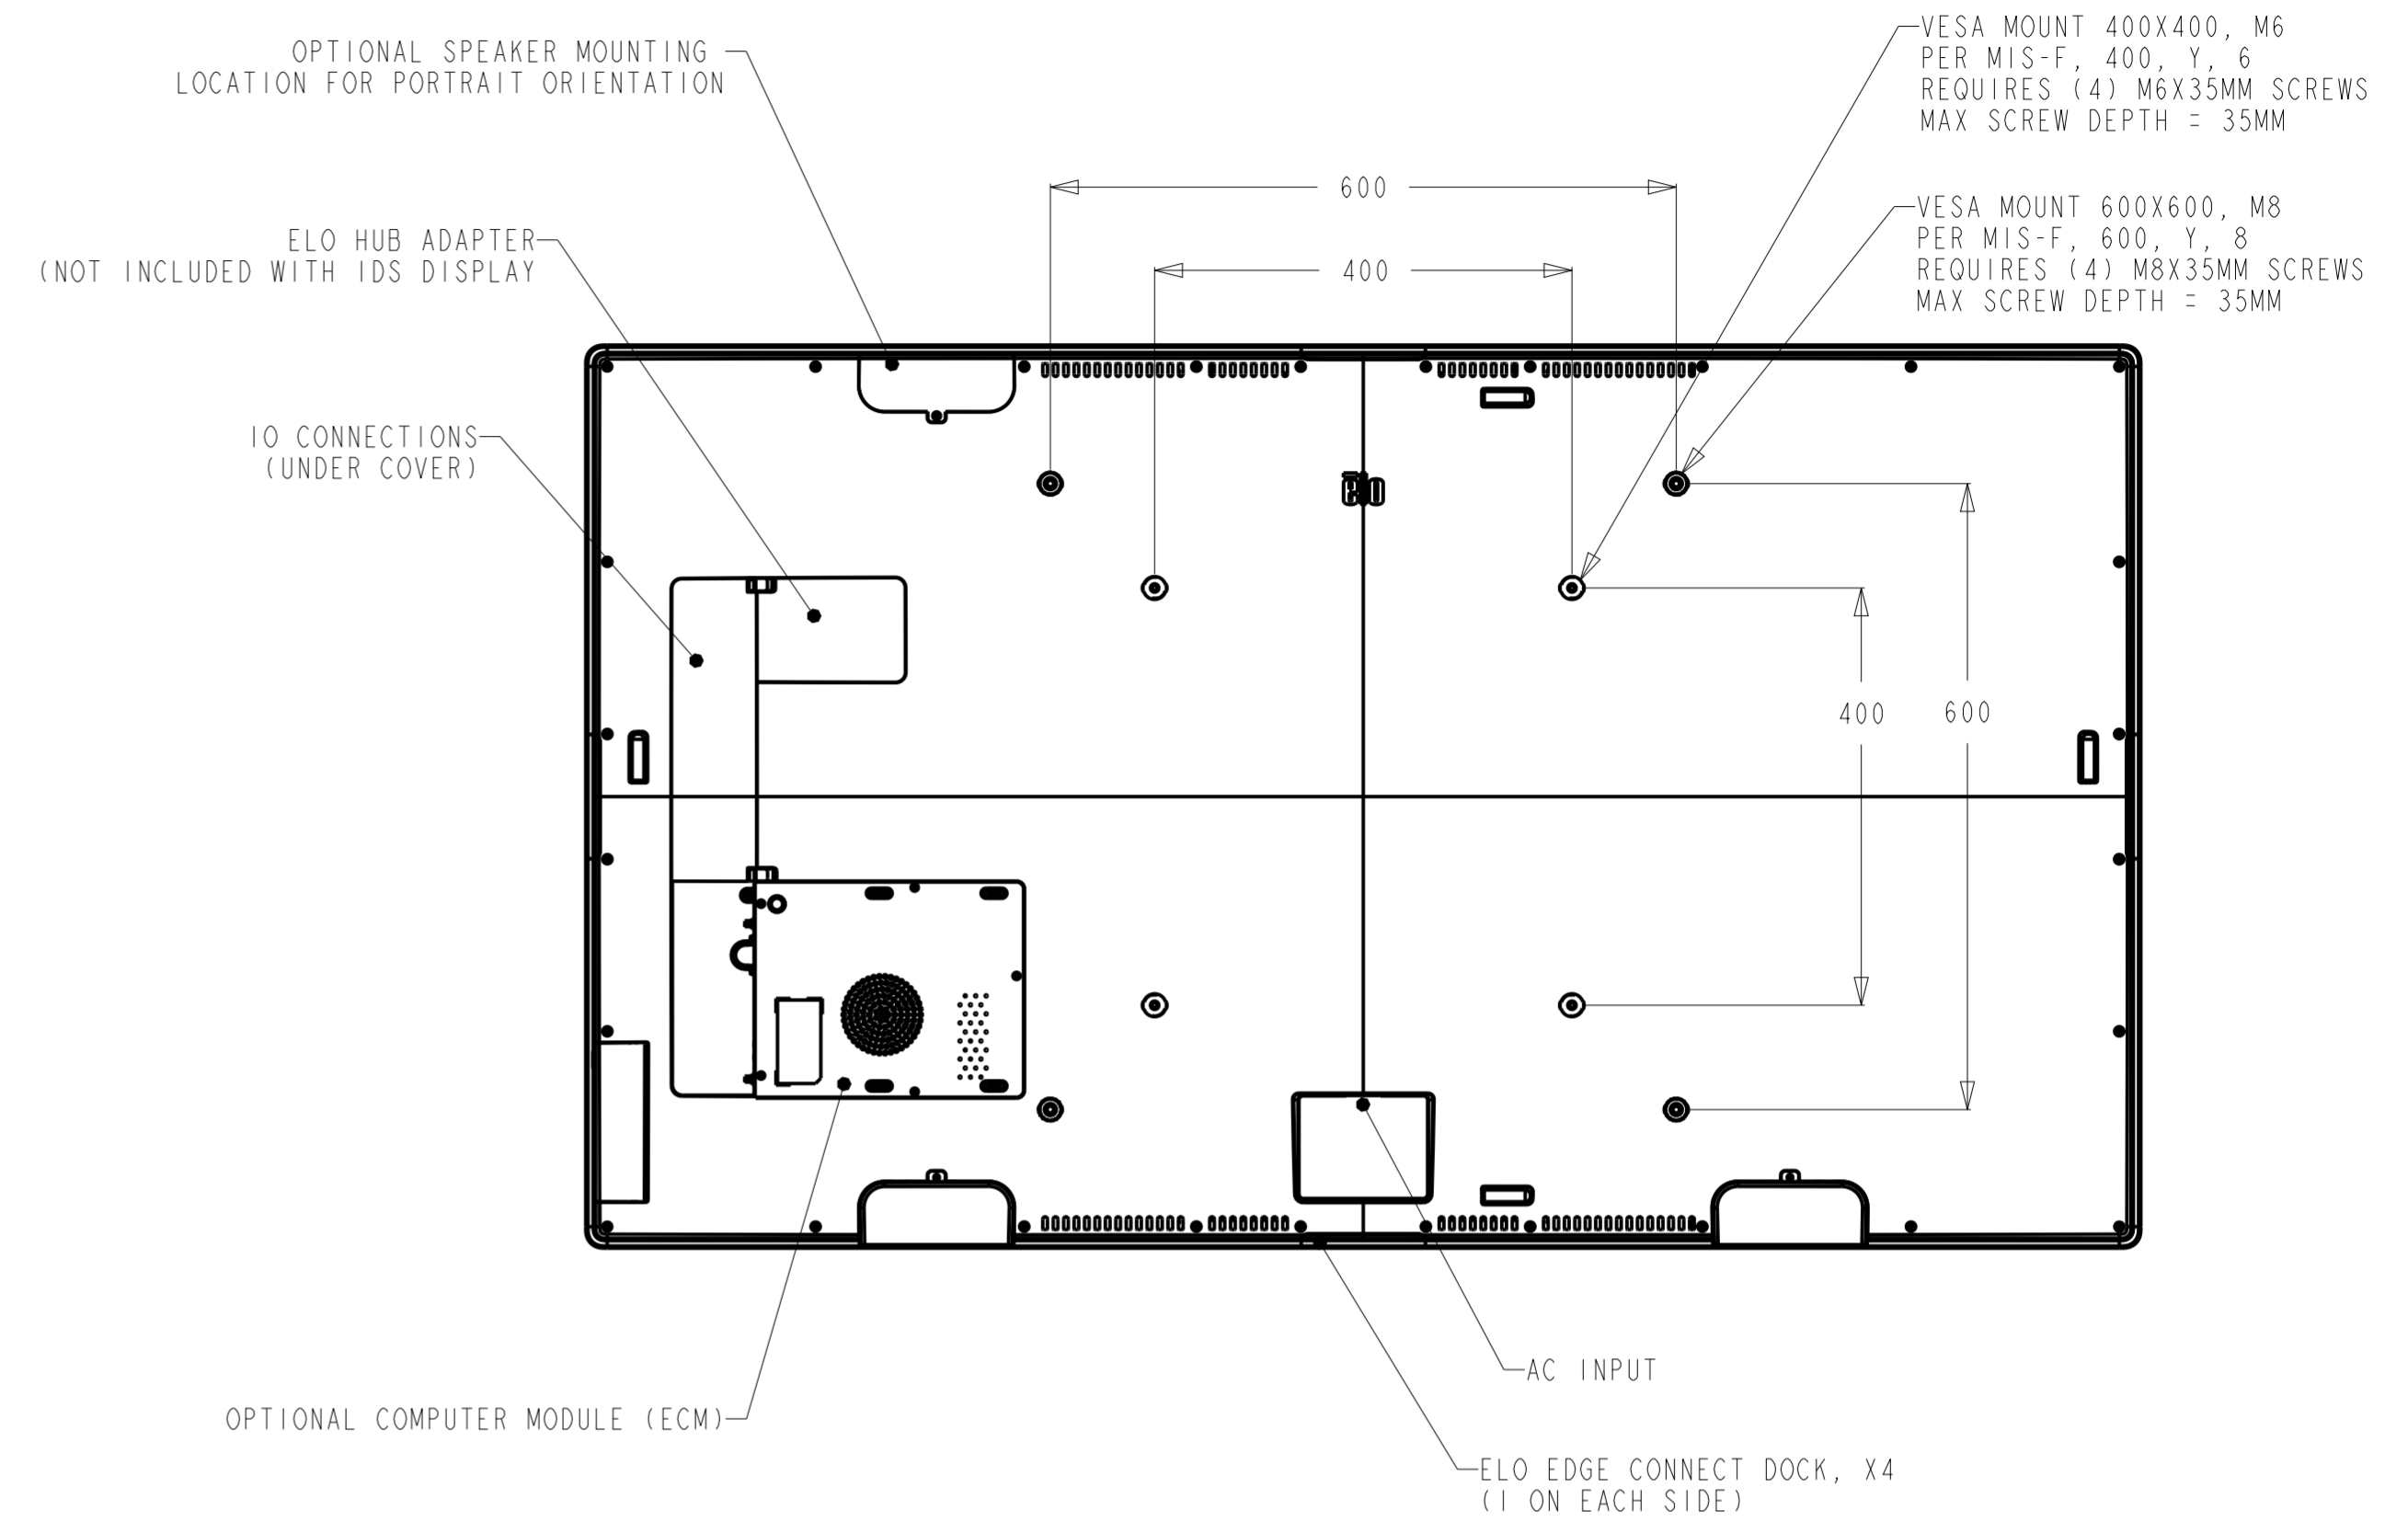 OPTIONAL SPEAKER MOUNTING
LOCATION FOR PORTRAIT ORIENTATION
VESA MOUNT 400X400, M6
PER MIS-F, 400, Y, 6
REQUIRES (4) M6X35MM SCREWS
MAX SCREW DEPTH = 35MM
600
VESA MOUNT 600X600, M8
PER MIS-F, 600, Y, 8
REQUIRES (4) M8X35MM SCREWS
MAX SCREW DEPTH = 35MM
ELO HUB ADAPTER
(NOT INCLUDED WITH IDS DISPLAY
400
IO CONNECTIONS
(UNDER COVER)
400
600
AC INPUT
OPTIONAL COMPUTER MODULE (ECM)
ELO EDGE CONNECT DOCK, X4
(1 ON EACH SIDE)